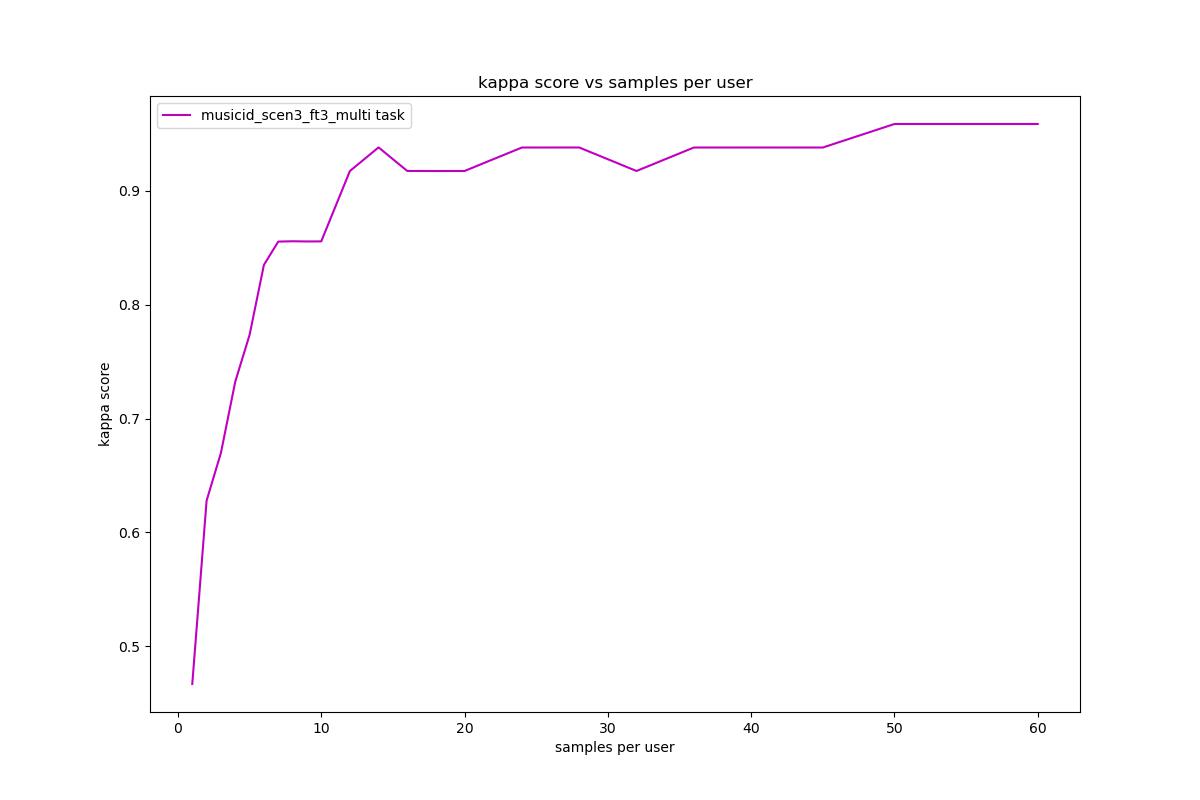 kappa score vs samples per user
musicid_scen3_ft3_multi task
0.9
0.8
0.7
0.6
0.5
kappa score
0 10 20 30 40 50 60
samples per user